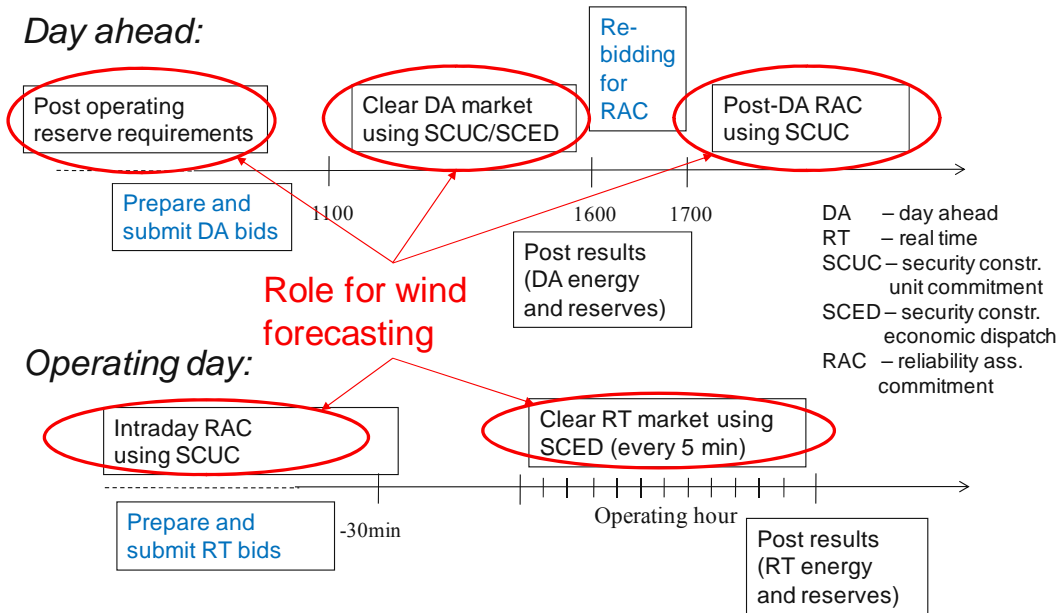 Day ahead:
Re-
bidding
for
RAC
Post operating
reserve requirements
Clear DA market
using SCUC/SCED
Post-DA RAC
using SCUC
Prepare and
submit DA bids
1100
1600
1700
Post results
(DA energy
and reserves)
DA – day ahead
RT – real time
SCUC – security constr.
unit commitment
SCED – security constr.
economic dispatch
RAC – reliability ass.
commitment
Role for wind
forecasting
Operating day:
Intraday RAC
using SCUC
Clear RT market using
SCED (every 5 min)
Prepare and
submit RT bids
-30min
Operating hour
Post results
(RT energy
and reserves)